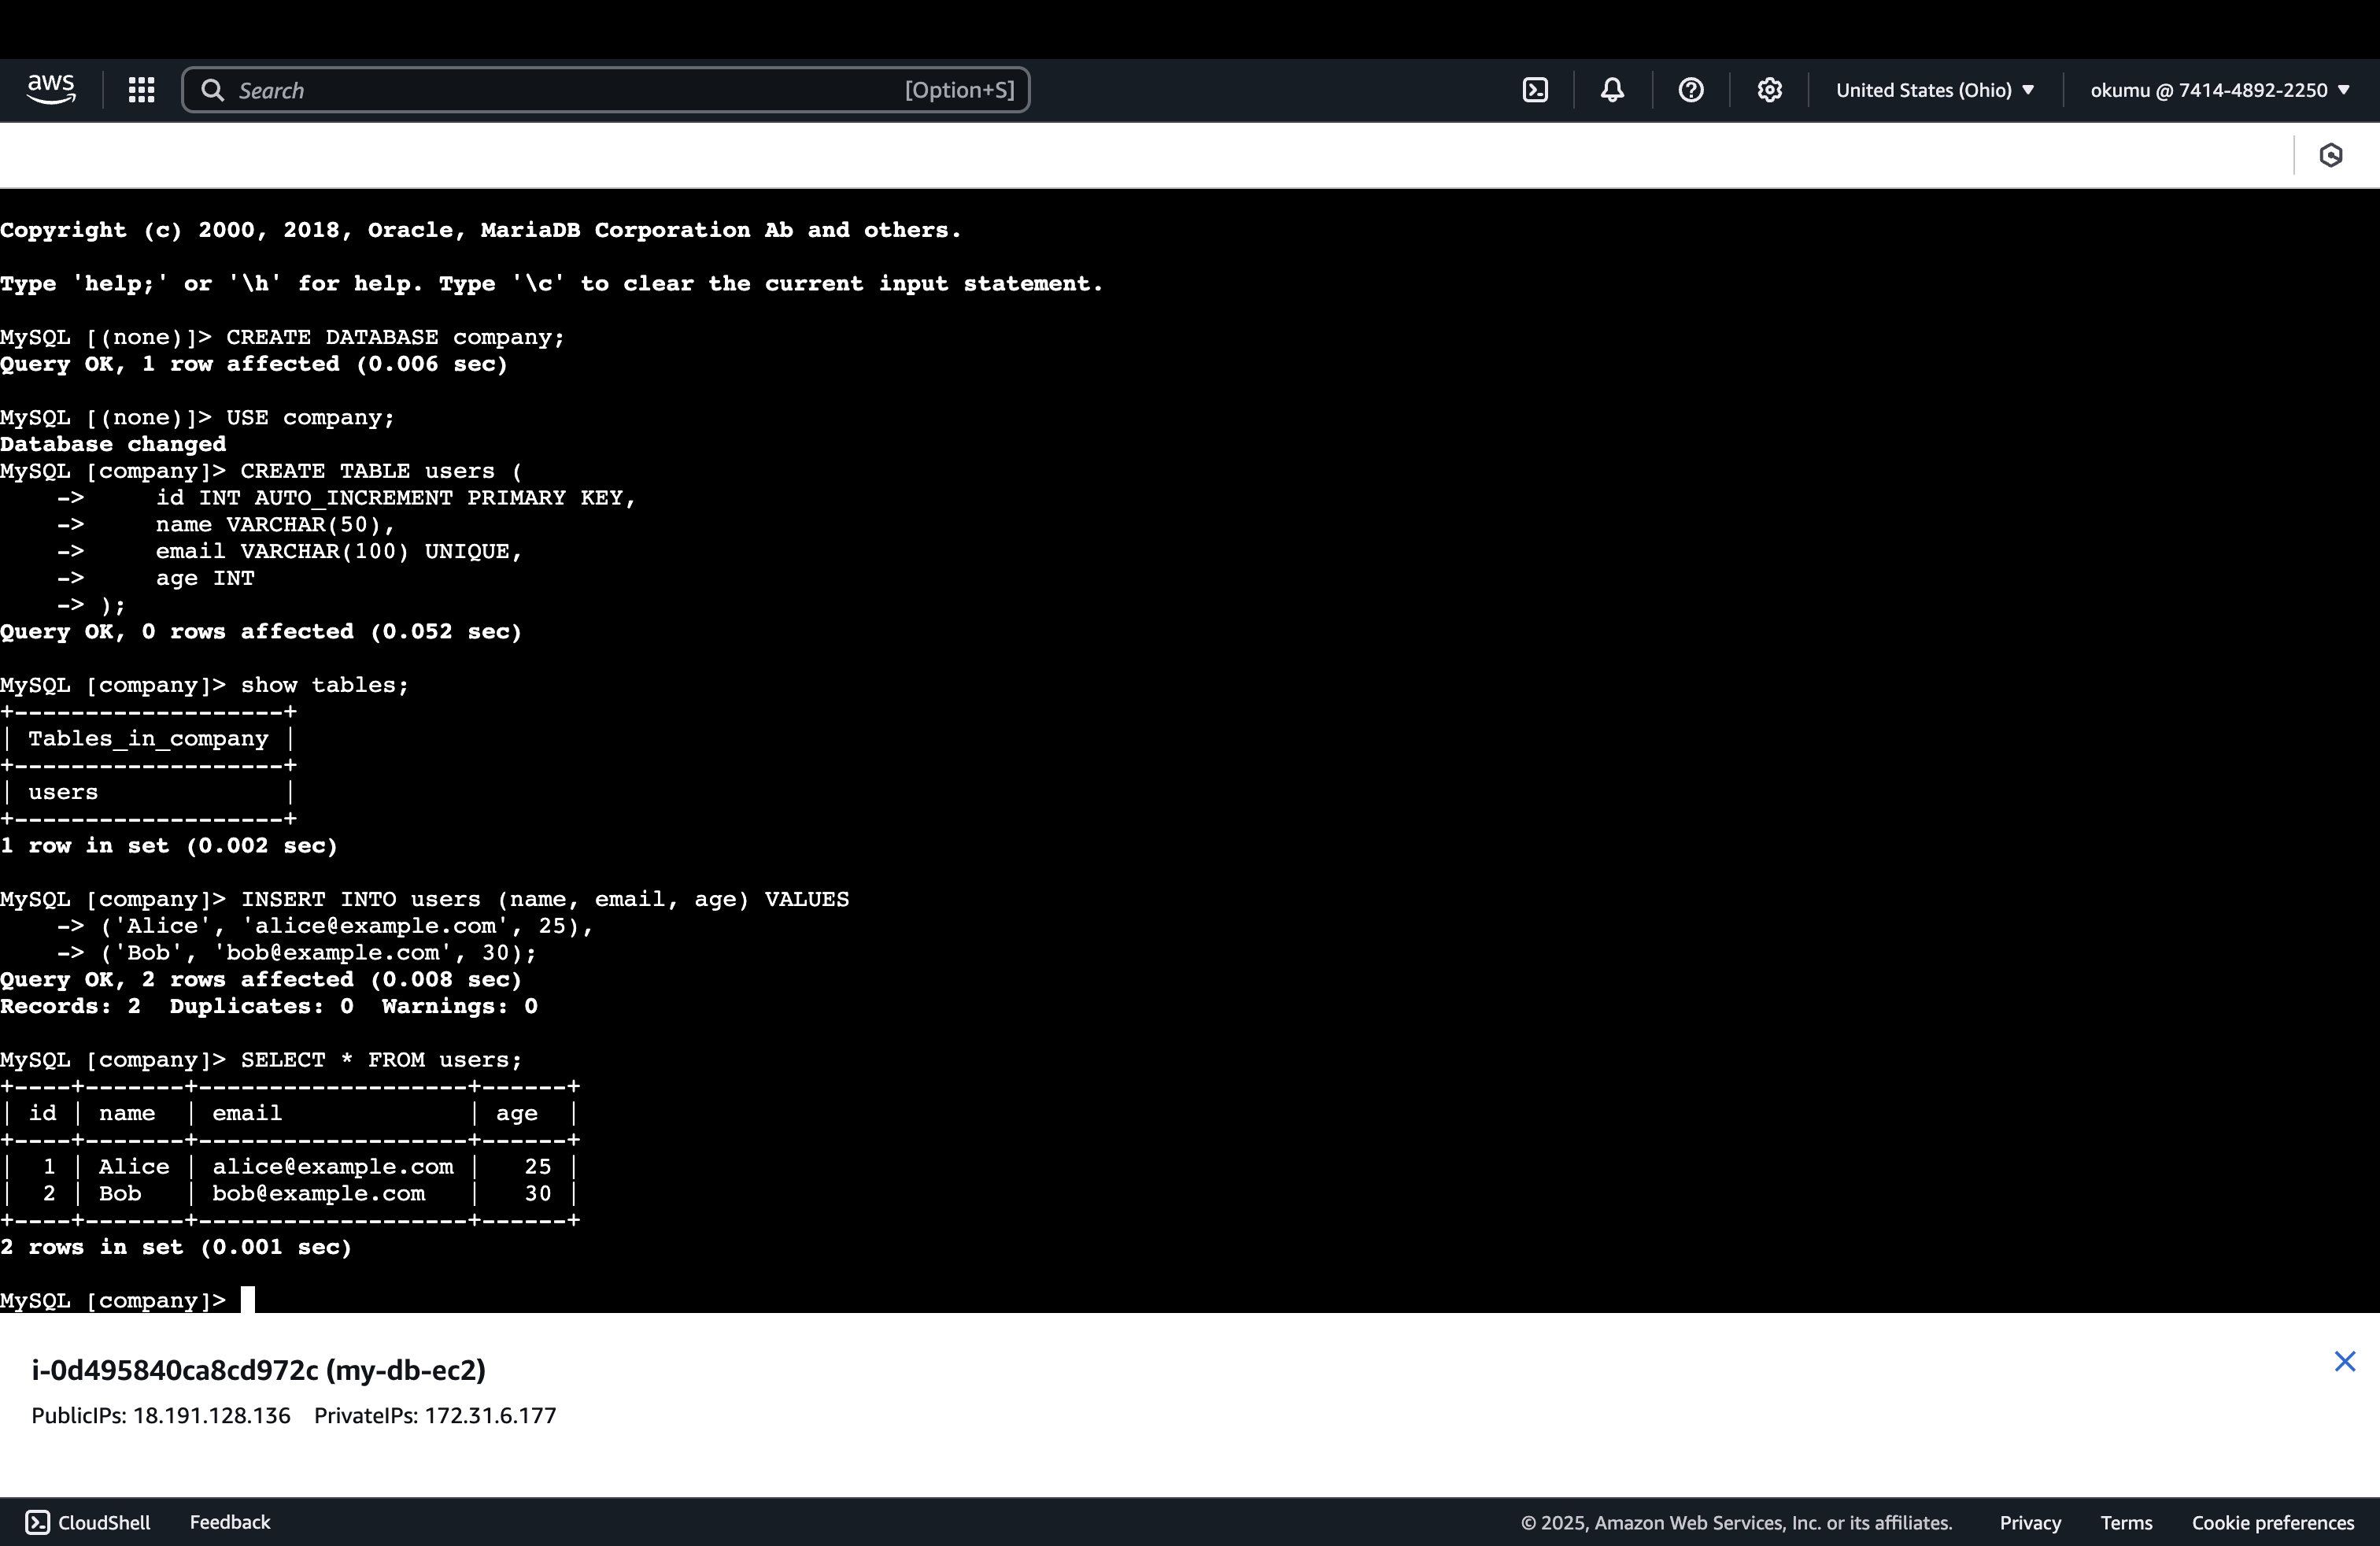 aws
Search [Option+S]
United States (Ohio) okumu @ 7414-4892-2250
Copyright (c) 2000, 2018, Oracle, MariaDB Corporation Ab and others.
Type 'help;' or '\h' for help. Type '\c' to clear the current input statement.
MySQL [(none)]> CREATE DATABASE company;
Query OK, 1 row affected (0.006 sec)
MySQL [(none)]> USE company;
Database changed
MySQL [company]> CREATE TABLE users (
    ->     id INT AUTO_INCREMENT PRIMARY KEY,
    ->     name VARCHAR(50),
    ->     email VARCHAR(100) UNIQUE,
    ->     age INT
    -> );
Query OK, 0 rows affected (0.052 sec)
MySQL [company]> show tables;
+-------------------+
| Tables_in_company |
+-------------------+
| users             |
+-------------------+
1 row in set (0.002 sec)
MySQL [company]> INSERT INTO users (name, email, age) VALUES
    -> ('Alice', 'alice@example.com', 25),
    -> ('Bob', 'bob@example.com', 30);
Query OK, 2 rows affected (0.008 sec)
Records: 2  Duplicates: 0  Warnings: 0
MySQL [company]> SELECT * FROM users;
+----+-------+-------------------+------+
| id | name  | email             | age  |
+----+-------+-------------------+------+
|  1 | Alice | alice@example.com |   25 |
|  2 | Bob   | bob@example.com   |   30 |
+----+-------+-------------------+------+
2 rows in set (0.001 sec)
MySQL [company]>
i-0d495840ca8cd972c (my-db-ec2)
PublicIPs: 18.191.128.136 PrivateIPs: 172.31.6.177
CloudShell Feedback © 2025, Amazon Web Services, Inc. or its affiliates. Privacy Terms Cookie preferences